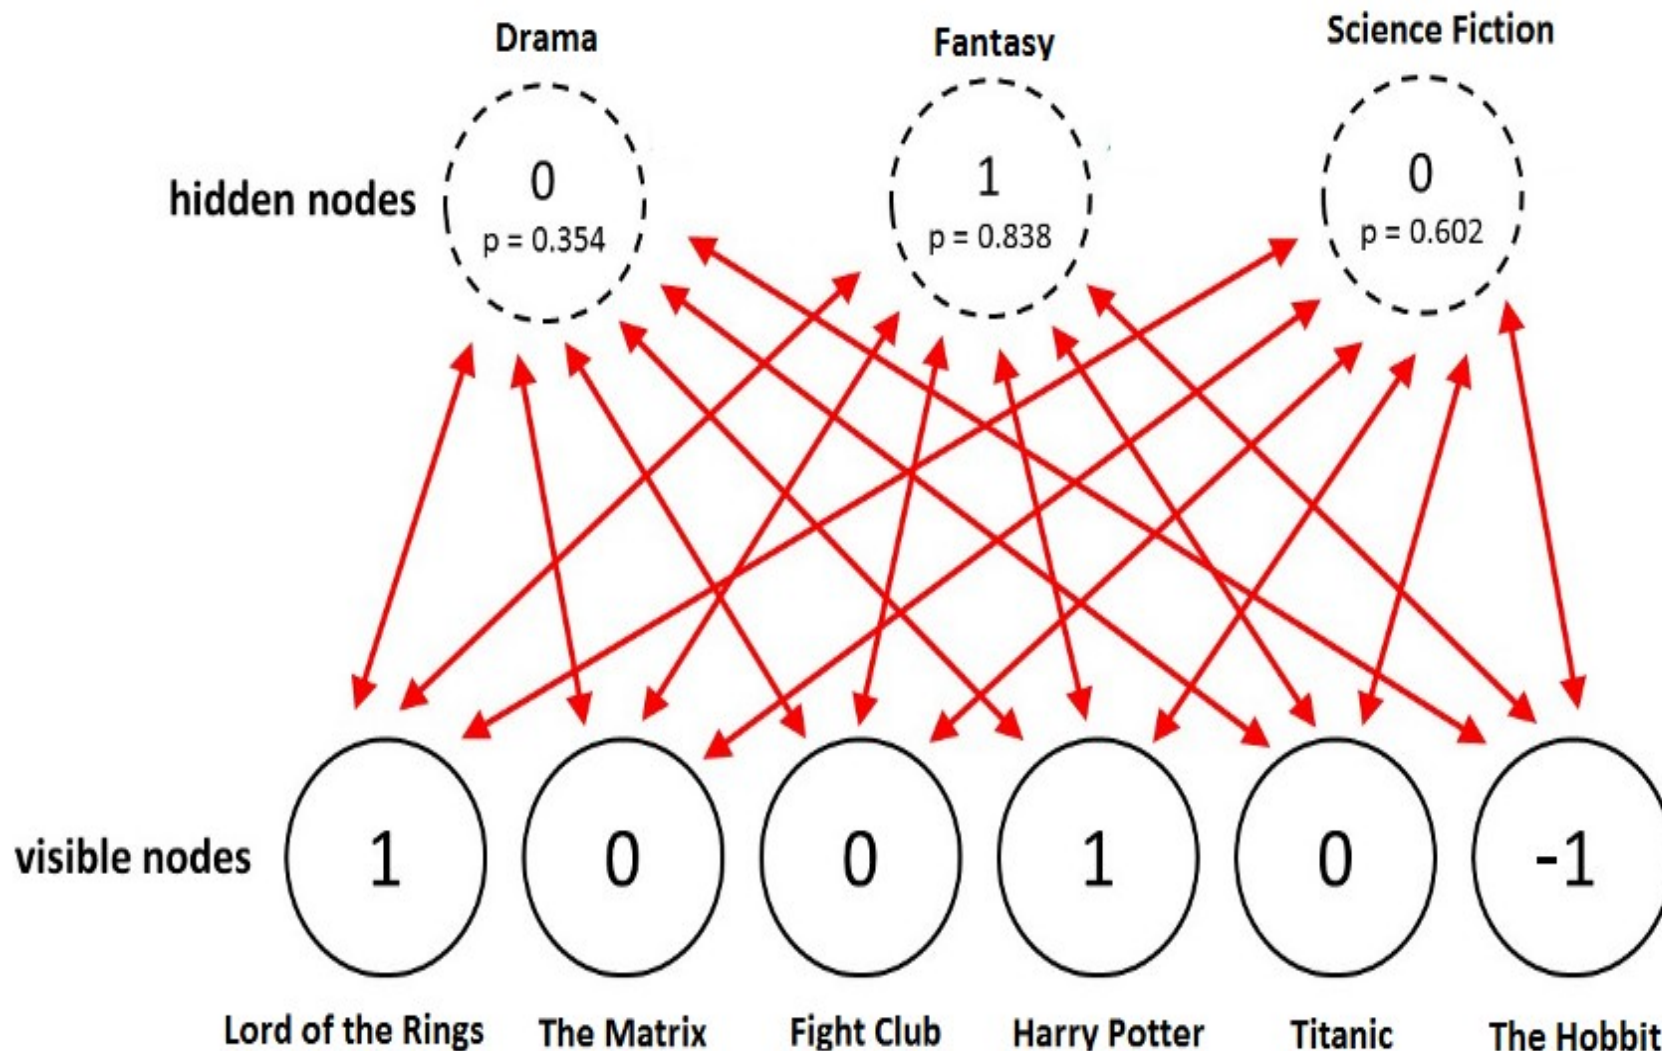 Drama
Fantasy
Science Fiction
hidden nodes
0
p = 0.354
1
p = 0.838
0
p = 0.602
visible nodes
1
0
0
1
0
-1
Lord of the Rings
The Matrix
Fight Club
Harry Potter
Titanic
The Hobbit